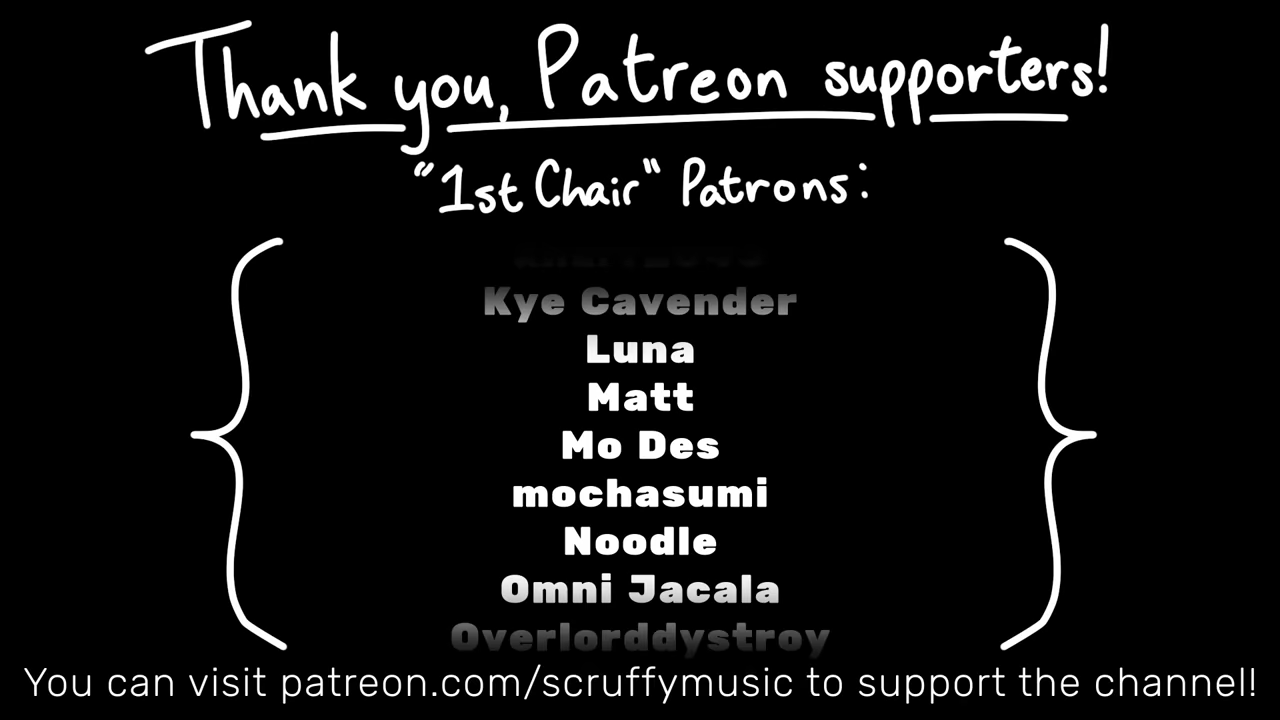 Thank you, Patreon supporters!
"1st Chair" Patrons:
Kye Cavender
Luna
Matt
Mo Des
mochasumi
Noodle
Omni Jacala
Overlorddystroy
You can visit patreon.com/scruffymusic to support the channel!